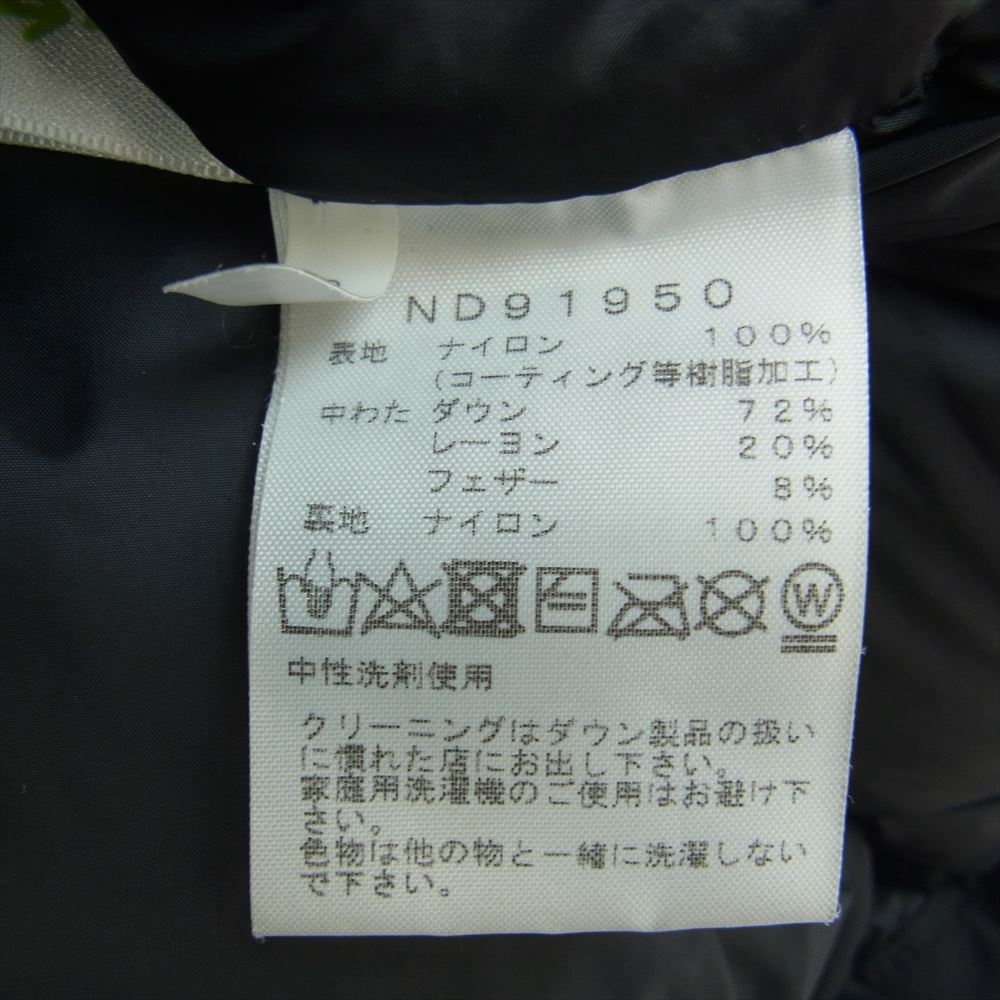 ND91950
表地 ナイロン 100%
(コーティング等樹脂加工)
中わた ダウン 72%
レーヨン 20%
フェザー 8%
裏地 ナイロン 100%
W
中性洗剤使用
クリーニングはダウン製品の扱い
に慣れた店にお出し下さい。
家庭用洗濯機のご使用はお避け下
さい。
色物は他の物と一緒に洗濯しない
で下さい。